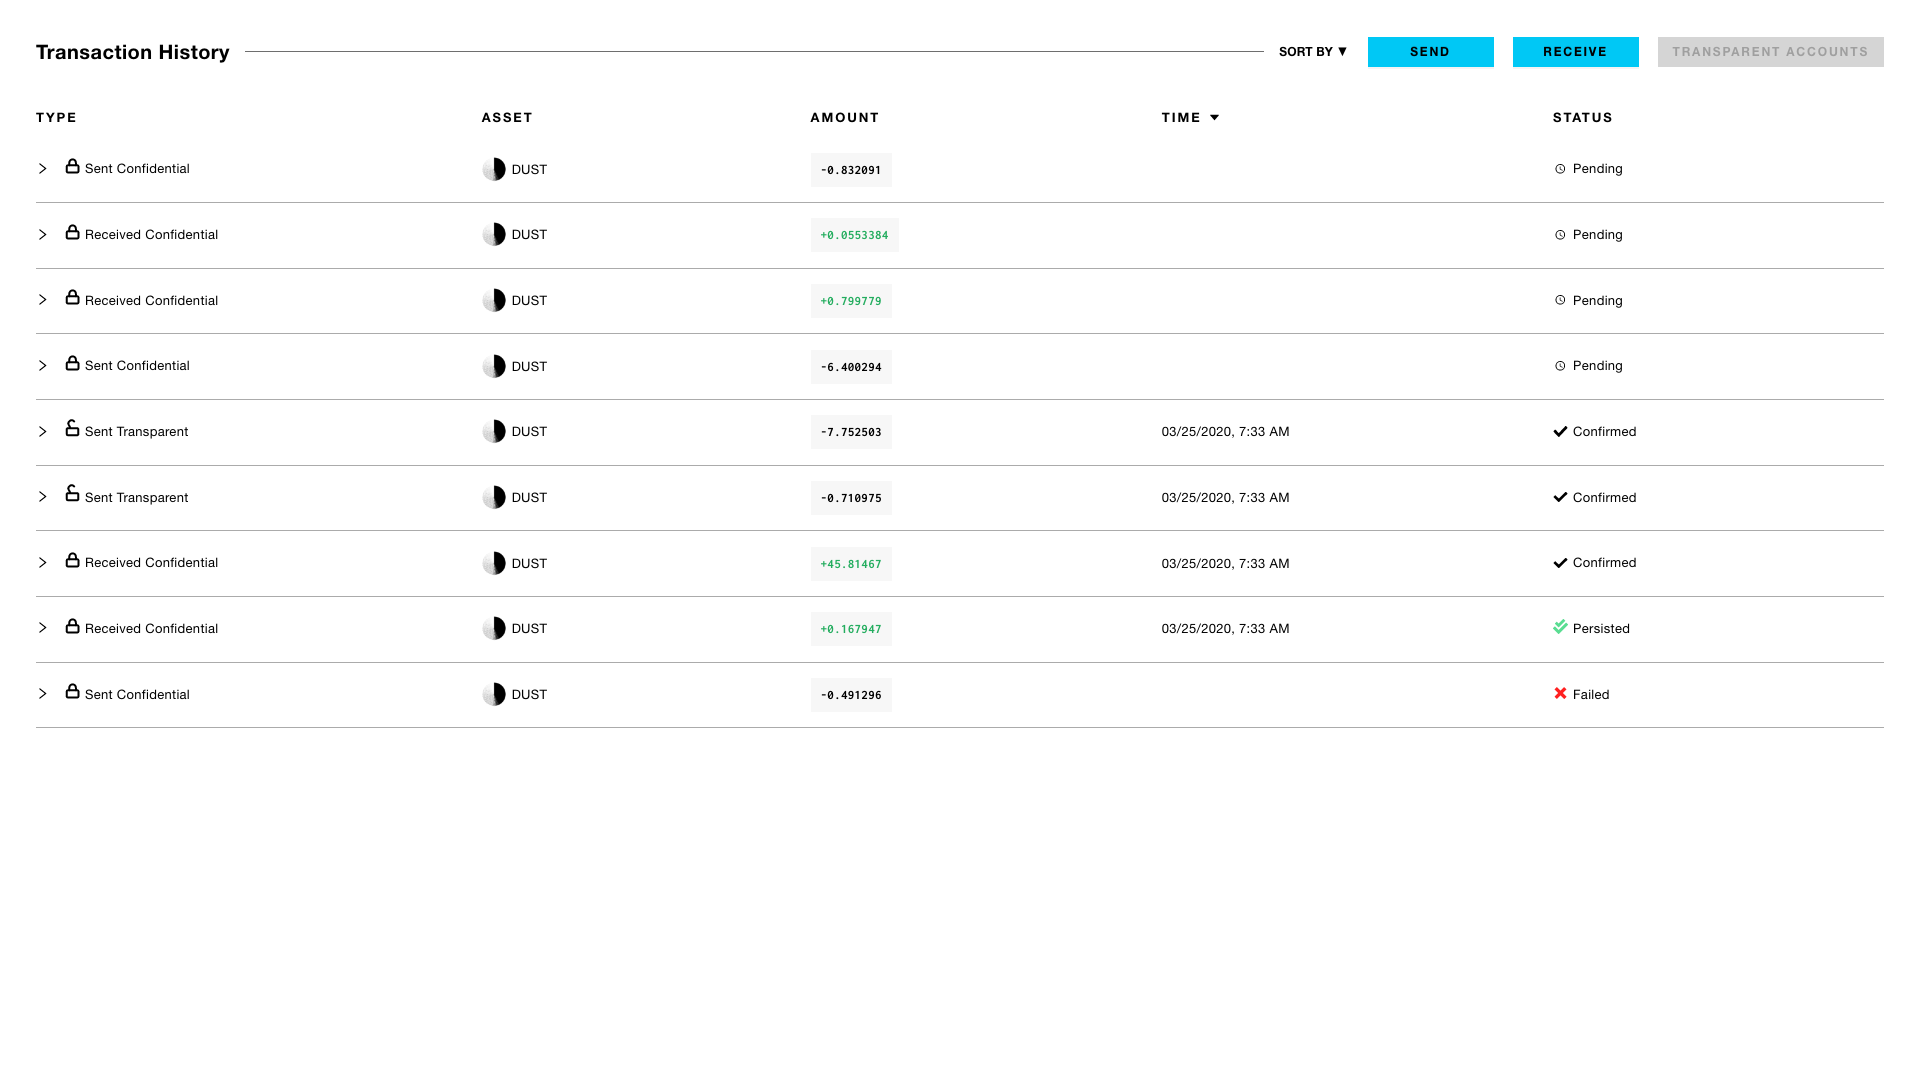 Transaction History SORT BY ▼ SEND RECEIVE TRANSPARENT ACCOUNTS
TYPE ASSET AMOUNT TIME ▼ STATUS
Sent Confidential DUST -0.832091 Pending
Received Confidential DUST +0.0553384 Pending
Received Confidential DUST +0.799779 Pending
Sent Confidential DUST -6.400294 Pending
Sent Transparent DUST -7.752503 03/25/2020, 7:33 AM Confirmed
Sent Transparent DUST -0.710975 03/25/2020, 7:33 AM Confirmed
Received Confidential DUST +45.81467 03/25/2020, 7:33 AM Confirmed
Received Confidential DUST +0.167947 03/25/2020, 7:33 AM Persisted
Sent Confidential DUST -0.491296 Failed